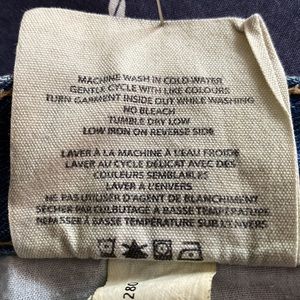 MACHINE WASH IN COLD WATER
GENTLE CYCLE WITH LIKE COLOURS
TURN GARMENT INSIDE OUT WHILE WASHING
NO BLEACH
TUMBLE DRY LOW
LOW IRON ON REVERSE SIDE
LAVER À LA MACHINE À L'EAU FROIDE
LAVER AU CYCLE DÉLICAT AVEC DES
COULEURS SEMBLABLES
LAVER À L'ENVERS
NE PAS UTILISER D'AGENT DE BLANCHIMENT
SÉCHER PAR CULBUTAGE À BASSE TEMPÉRATURE
REPASSER À BASSE TEMPÉRATURE SUR L'ENVERS
280